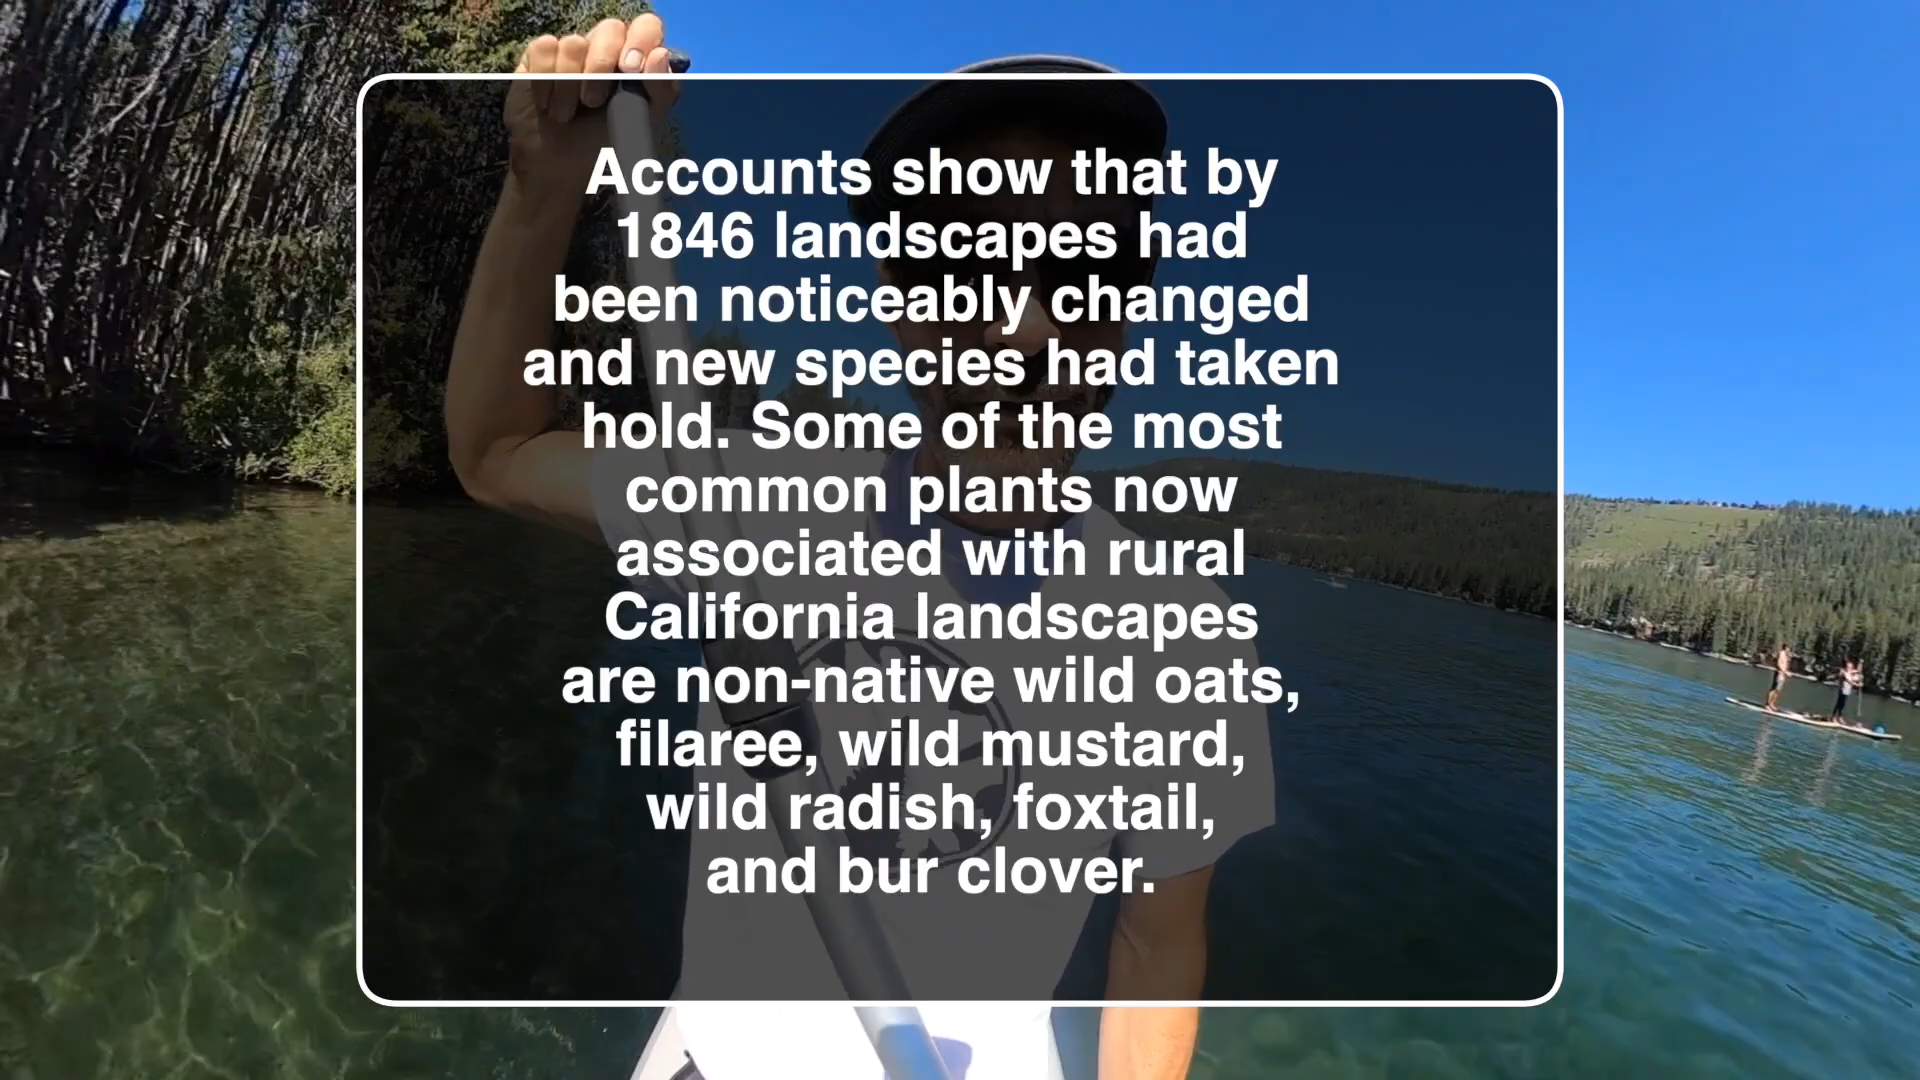 Accounts show that by
1846 landscapes had
been noticeably changed
and new species had taken
hold. Some of the most
common plants now
associated with rural
California landscapes
are non-native wild oats,
filaree, wild mustard,
wild radish, foxtail,
and bur clover.